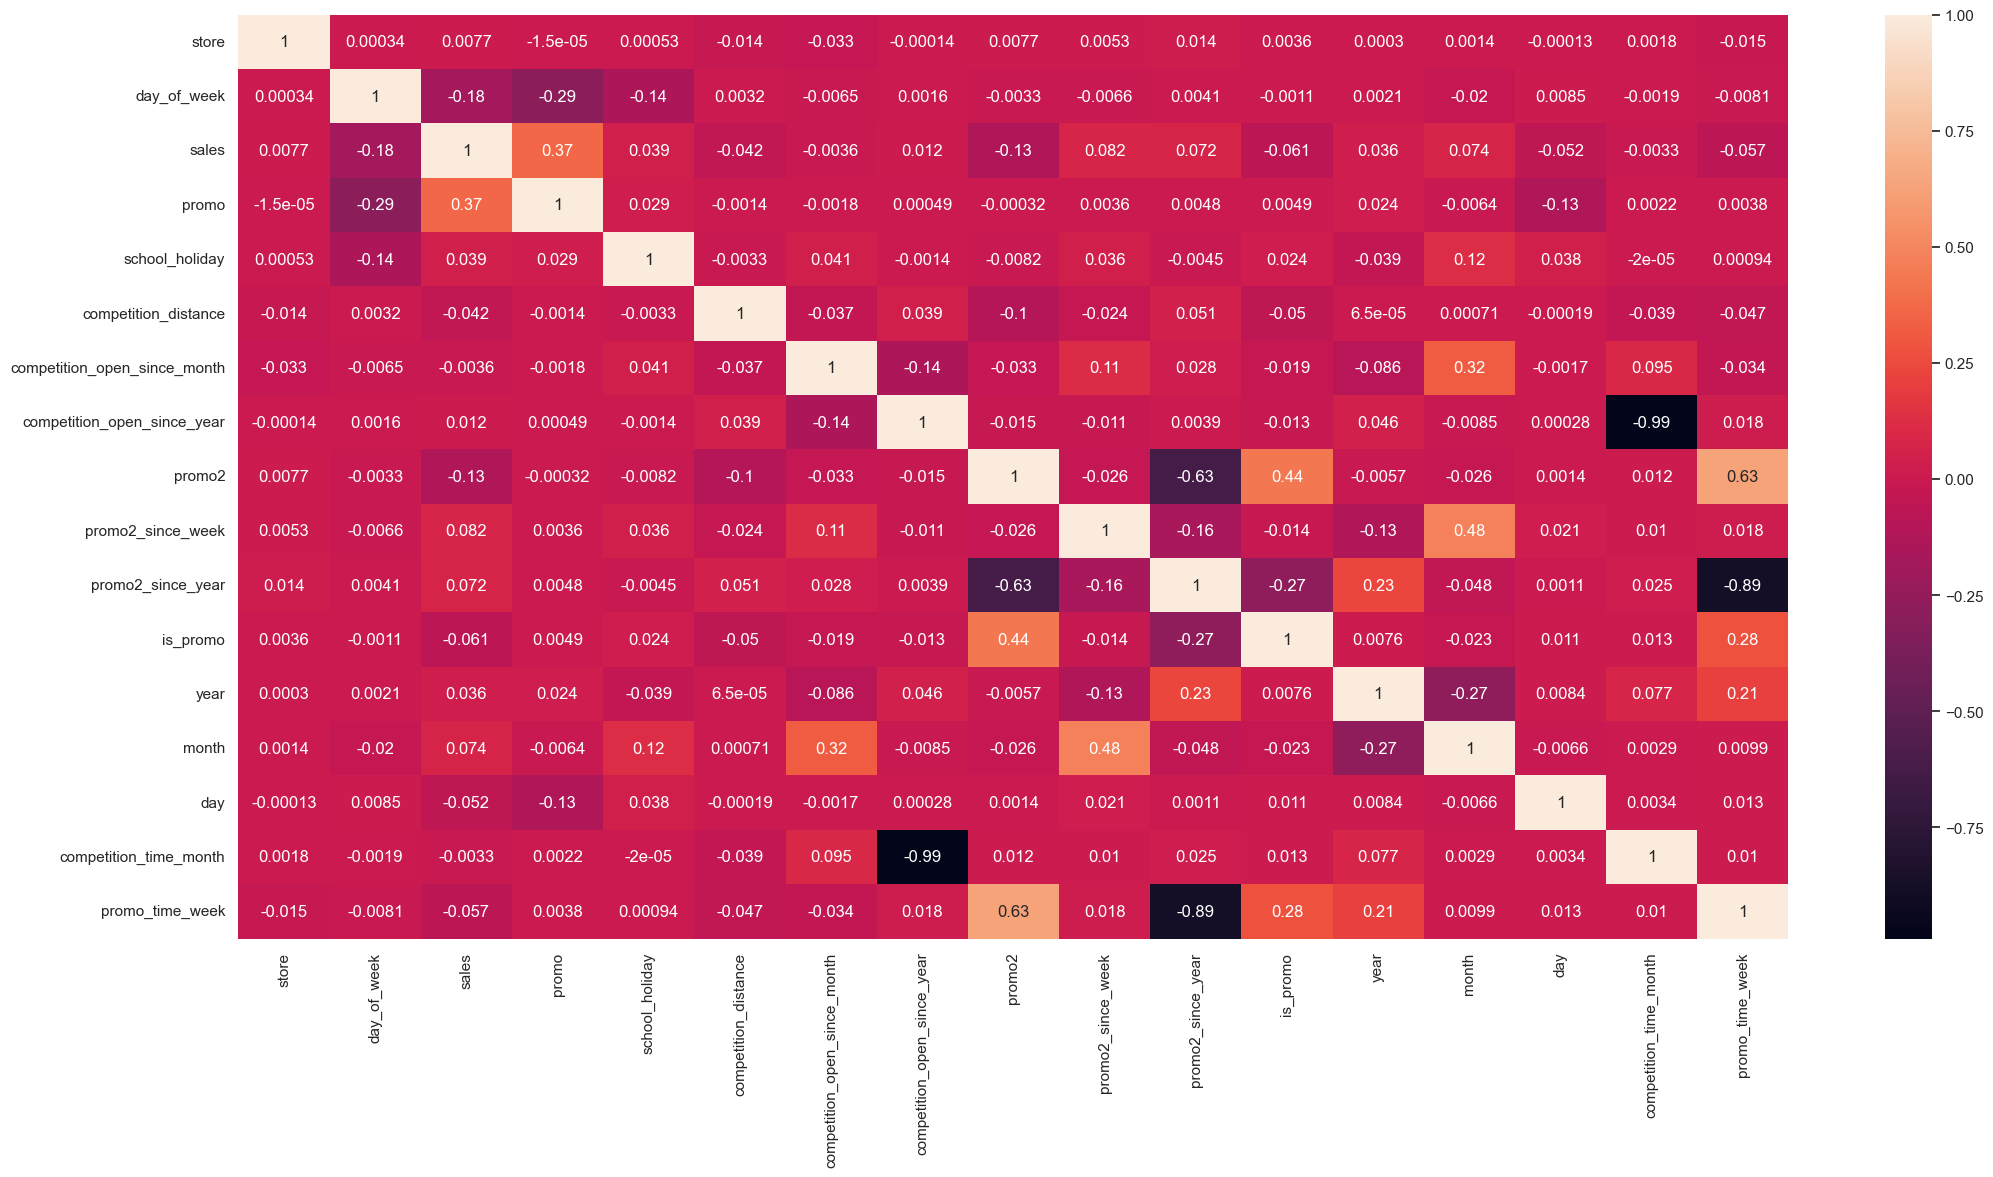 store 1 0.00034 0.0077 -1.5e-05 0.00053 -0.014 -0.033 -0.00014 0.0077 0.0053 0.014 0.0036 0.0003 0.0014 -0.00013 0.0018 -0.015
day_of_week 0.00034 1 -0.18 -0.29 -0.14 0.0032 -0.0065 0.0016 -0.0033 -0.0066 0.0041 -0.0011 0.0021 -0.02 0.0085 -0.0019 -0.0081
sales 0.0077 -0.18 1 0.37 0.039 -0.042 -0.0036 0.012 -0.13 0.082 0.072 -0.061 0.036 0.074 -0.052 -0.0033 -0.057
promo -1.5e-05 -0.29 0.37 1 0.029 -0.0014 -0.0018 0.00049 -0.00032 0.0036 0.0048 0.0049 0.024 -0.0064 -0.13 0.0022 0.0038
school_holiday 0.00053 -0.14 0.039 0.029 1 -0.0033 0.041 -0.0014 -0.0082 0.036 -0.0045 0.024 -0.039 0.12 0.038 -2e-05 0.00094
competition_distance -0.014 0.0032 -0.042 -0.0014 -0.0033 1 -0.037 0.039 -0.1 -0.024 0.051 -0.05 6.5e-05 0.00071 -0.00019 -0.039 -0.047
competition_open_since_month -0.033 -0.0065 -0.0036 -0.0018 0.041 -0.037 1 -0.14 -0.033 0.11 0.028 -0.019 -0.086 0.32 -0.0017 0.095 -0.034
competition_open_since_year -0.00014 0.0016 0.012 0.00049 -0.0014 0.039 -0.14 1 -0.015 -0.011 0.0039 -0.013 0.046 -0.0085 0.00028 -0.99 0.018
promo2 0.0077 -0.0033 -0.13 -0.00032 -0.0082 -0.1 -0.033 -0.015 1 -0.026 -0.63 0.44 -0.0057 -0.026 0.0014 0.012 0.63
promo2_since_week 0.0053 -0.0066 0.082 0.0036 0.036 -0.024 0.11 -0.011 -0.026 1 -0.16 -0.014 -0.13 0.48 0.021 0.01 0.018
promo2_since_year 0.014 0.0041 0.072 0.0048 -0.0045 0.051 0.028 0.0039 -0.63 -0.16 1 -0.27 0.23 -0.048 0.0011 0.025 -0.89
is_promo 0.0036 -0.0011 -0.061 0.0049 0.024 -0.05 -0.019 -0.013 0.44 -0.014 -0.27 1 0.0076 -0.023 0.011 0.013 0.28
year 0.0003 0.0021 0.036 0.024 -0.039 6.5e-05 -0.086 0.046 -0.0057 -0.13 0.23 0.0076 1 -0.27 0.0084 0.077 0.21
month 0.0014 -0.02 0.074 -0.0064 0.12 0.00071 0.32 -0.0085 -0.026 0.48 -0.048 -0.023 -0.27 1 -0.0066 0.0029 0.0099
day -0.00013 0.0085 -0.052 -0.13 0.038 -0.00019 -0.0017 0.00028 0.0014 0.021 0.0011 0.011 0.0084 -0.0066 1 0.0034 0.013
competition_time_month 0.0018 -0.0019 -0.0033 0.0022 -2e-05 -0.039 0.095 -0.99 0.012 0.01 0.025 0.013 0.077 0.0029 0.0034 1 0.01
promo_time_week -0.015 -0.0081 -0.057 0.0038 0.00094 -0.047 -0.034 0.018 0.63 0.018 -0.89 0.28 0.21 0.0099 0.013 0.01 1
store
day_of_week
sales
promo
school_holiday
competition_distance
competition_open_since_month
competition_open_since_year
promo2
promo2_since_week
promo2_since_year
is_promo
year
month
day
competition_time_month
promo_time_week
1.00
0.75
0.50
0.25
0.00
−0.25
−0.50
−0.75